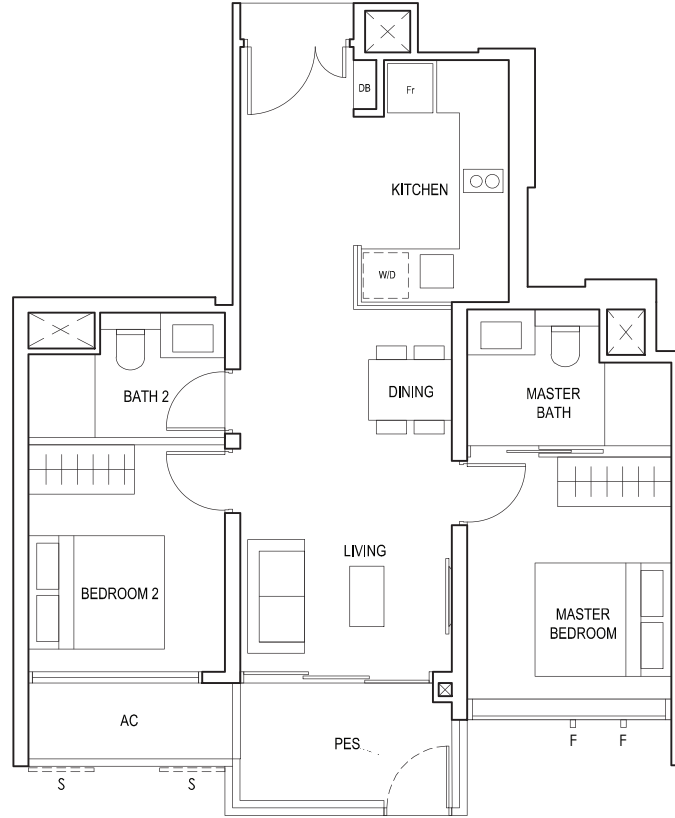 DB
Fr
KITCHEN
W/D
BATH 2
DINING
MASTER
BATH
LIVING
BEDROOM 2
MASTER
BEDROOM
AC
PES
F
F
S
S